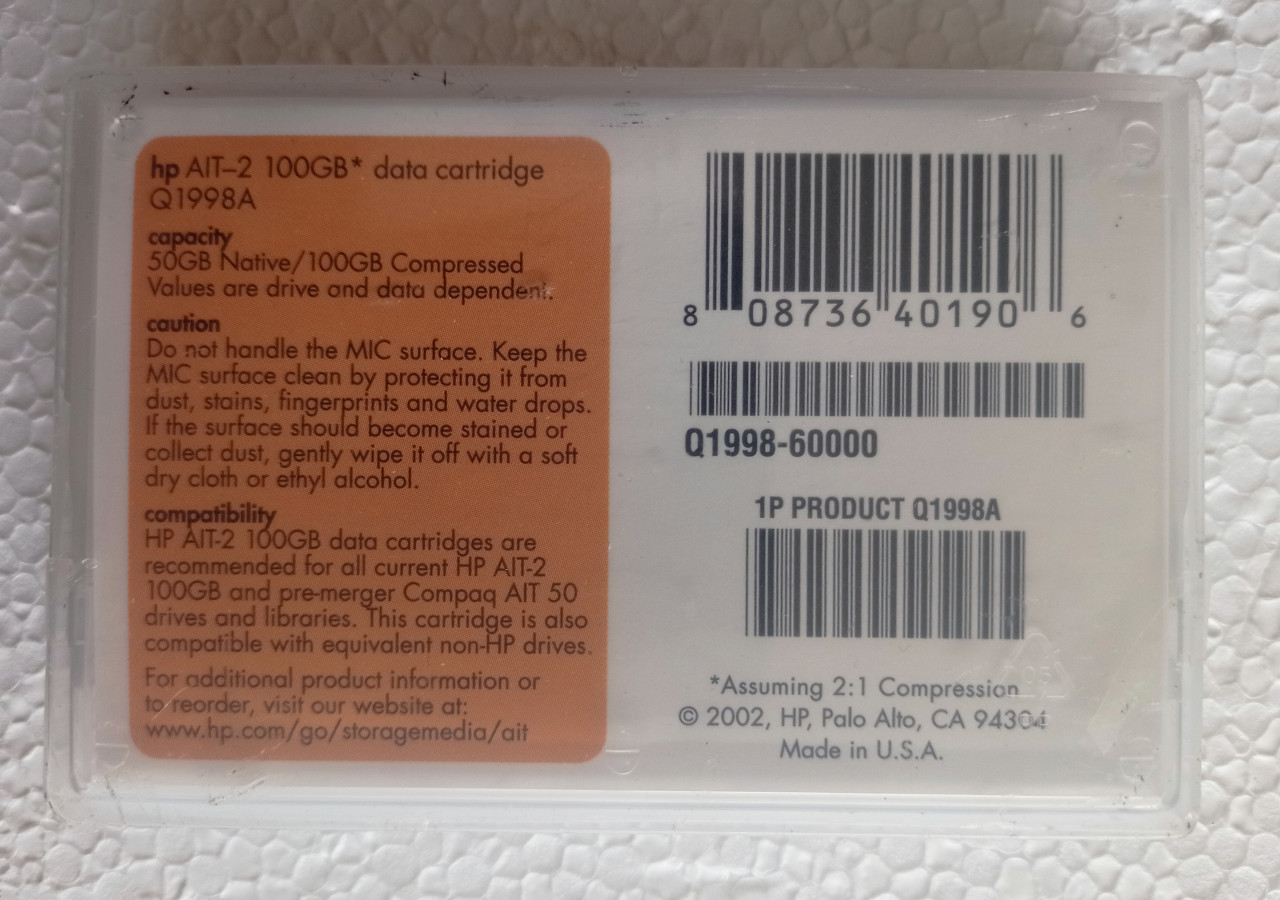 hp AIT-2 100GB* data cartridge
Q1998A
capacity
50GB Native/100GB Compressed
Values are drive and data dependent.
caution
Do not handle the MIC surface. Keep the
MIC surface clean by protecting it from
dust, stains, fingerprints and water drops.
If the surface should become stained or
collect dust, gently wipe it off with a soft
dry cloth or ethyl alcohol.
compatibility
HP AIT-2 100GB data cartridges are
recommended for all current HP AIT-2
100GB and pre-merger Compaq AIT 50
drives and libraries. This cartridge is also
compatible with equivalent non-HP drives.
For additional product information or
to reorder, visit our website at:
www.hp.com/go/storagemedia/ait
8 08736 40190 6
Q1998-60000
1P PRODUCT Q1998A
*Assuming 2:1 Compression
© 2002, HP, Palo Alto, CA 94304
Made in U.S.A.